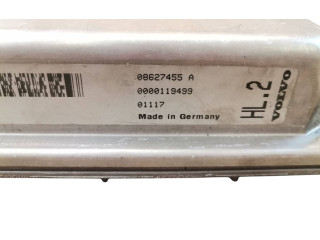 08627455 A
0000119499
01117
Made in Germany
HL.2
VOLVO